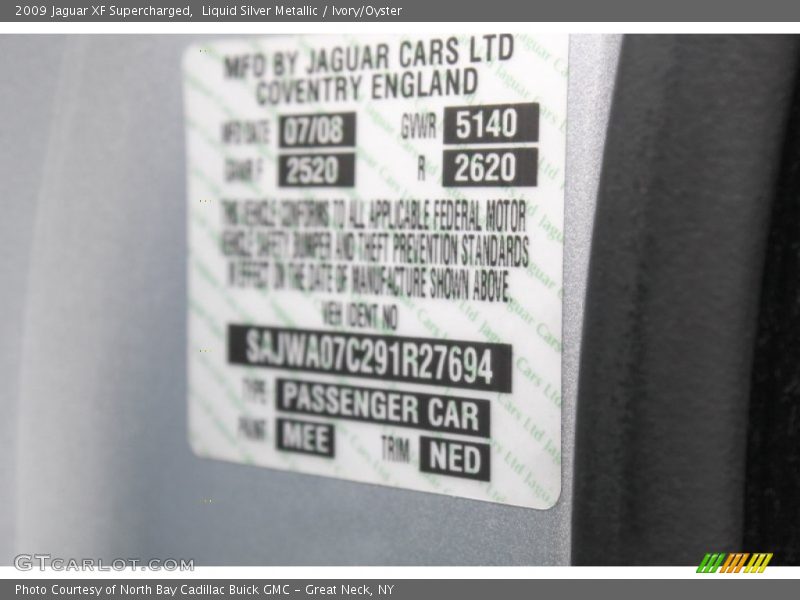 2009 Jaguar XF Supercharged,  Liquid Silver Metallic / Ivory/Oyster
MFD BY JAGUAR CARS LTD
COVENTRY ENGLAND
MFD DATE 07/08 GVWR 5140
GAWR F 2520 R 2620
THIS VEHICLE CONFORMS TO ALL APPLICABLE FEDERAL MOTOR
VEHICLE SAFETY BUMPER AND THEFT PREVENTION STANDARDS
IN EFFECT ON THE DATE OF MANUFACTURE SHOWN ABOVE
VEH IDENT NO
SAJWA07C291R27694
TYPE PASSENGER CAR
PAINT MEE TRIM NED
GTcarlot.com
Photo Courtesy of North Bay Cadillac Buick GMC - Great Neck, NY